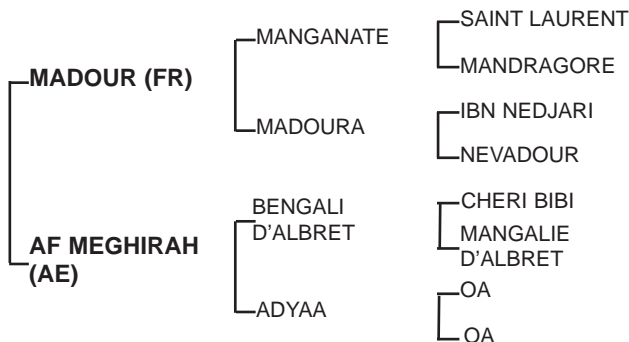 SAINT LAURENT
MANGANATE
MANDRAGORE
MADOUR (FR)
IBN NEDJARI
MADOURA
NEVADOUR
CHERI BIBI
BENGALI
D'ALBRET
MANGALIE
D'ALBRET
AF MEGHIRAH
(AE)
OA
ADYAA
OA